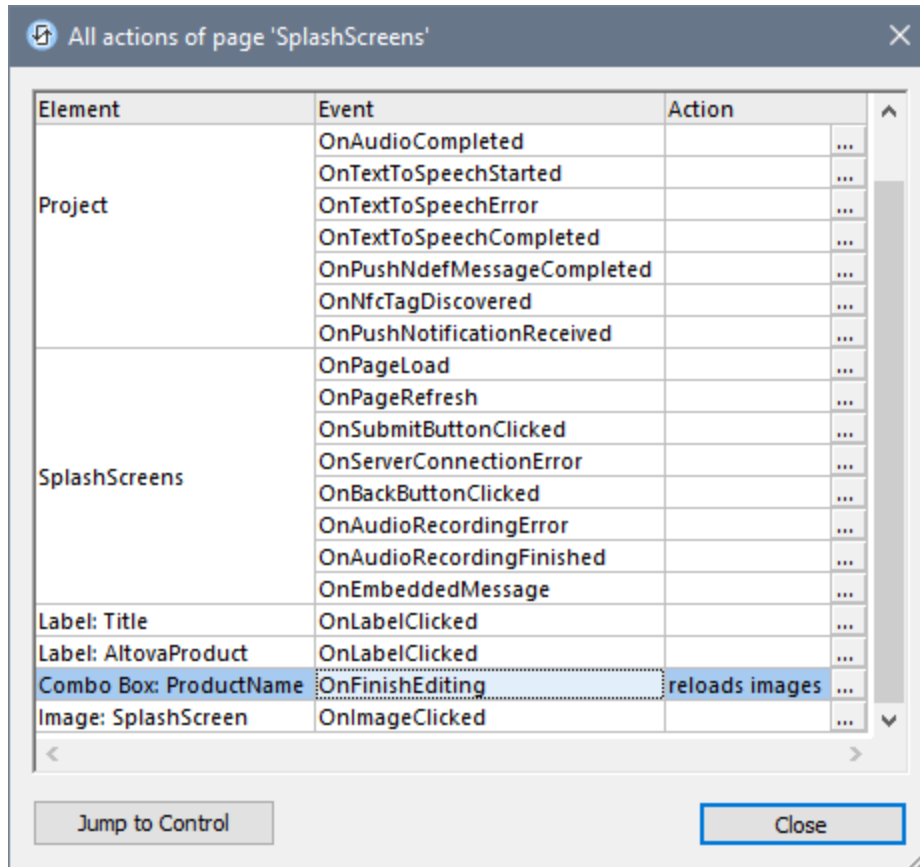 All actions of page 'SplashScreens'
Element Event Action
Project
OnAudioCompleted ...
OnTextToSpeechStarted ...
OnTextToSpeechError ...
OnTextToSpeechCompleted ...
OnPushNdefMessageCompleted ...
OnNfcTagDiscovered ...
OnPushNotificationReceived ...
SplashScreens
OnPageLoad ...
OnPageRefresh ...
OnSubmitButtonClicked ...
OnServerConnectionError ...
OnBackButtonClicked ...
OnAudioRecordingError ...
OnAudioRecordingFinished ...
OnEmbeddedMessage ...
Label: Title OnLabelClicked ...
Label: AltovaProduct OnLabelClicked ...
Combo Box: ProductName OnFinishEditing reloads images ...
Image: SplashScreen OnImageClicked ...
Jump to Control Close